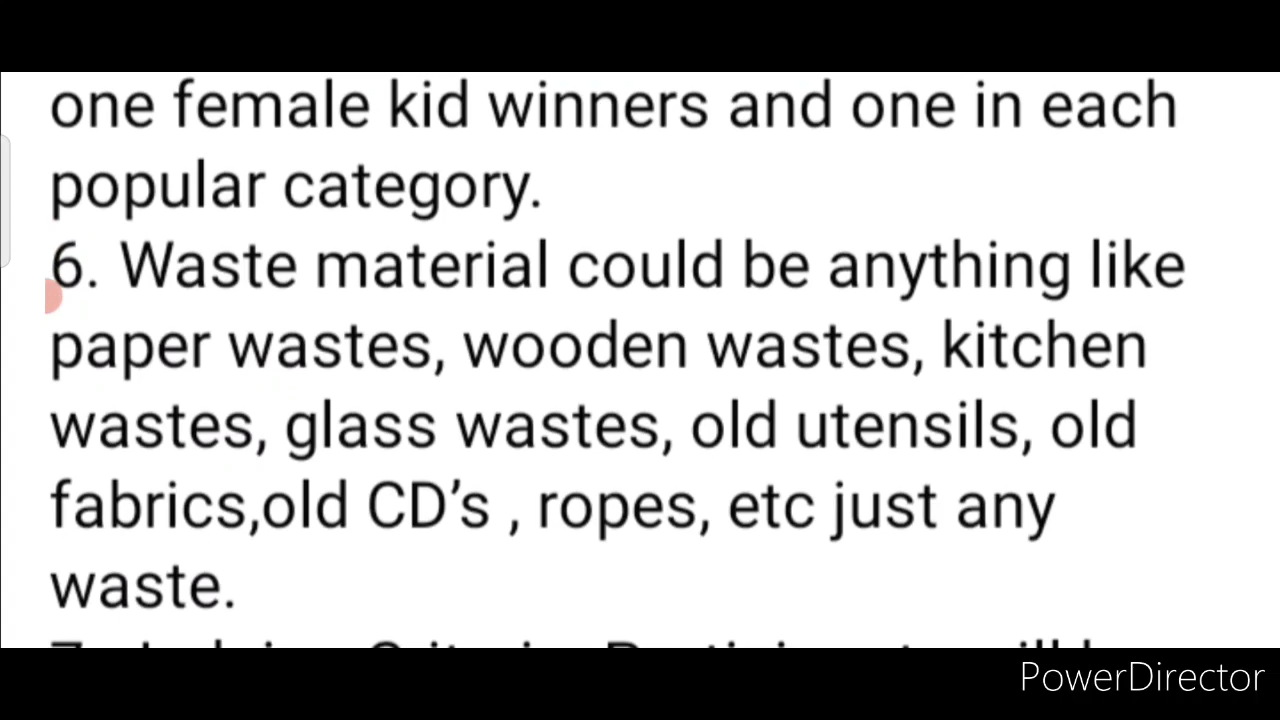 one female kid winners and one in each
popular category.
6. Waste material could be anything like
paper wastes, wooden wastes, kitchen
wastes, glass wastes, old utensils, old
fabrics,old CD’s , ropes, etc just any
waste.
PowerDirector